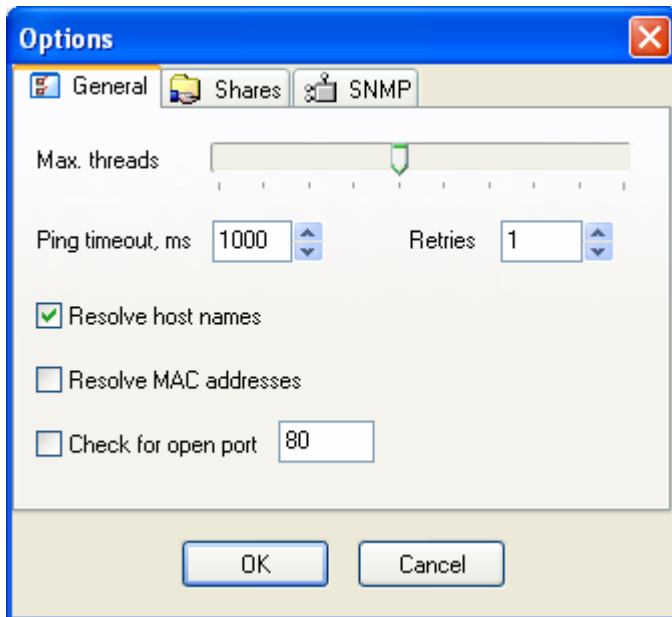 Options
General Shares SNMP
Max. threads
Ping timeout, ms 1000 Retries 1
Resolve host names
Resolve MAC addresses
Check for open port 80
OK Cancel